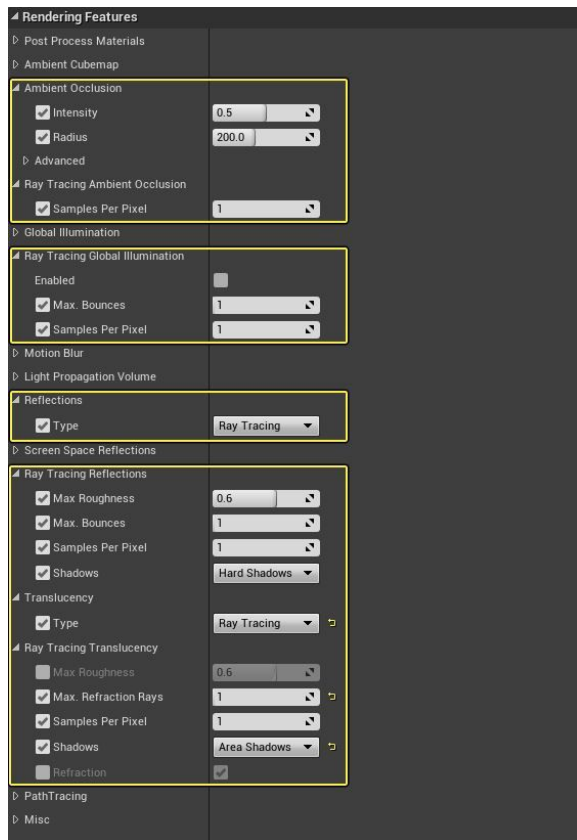 Rendering Features
Post Process Materials
Ambient Cubemap
Ambient Occlusion
Intensity 0.5
Radius 200.0
Advanced
Ray Tracing Ambient Occlusion
Samples Per Pixel 1
Global Illumination
Ray Tracing Global Illumination
Enabled
Max. Bounces 1
Samples Per Pixel 1
Motion Blur
Light Propagation Volume
Reflections
Type Ray Tracing
Screen Space Reflections
Ray Tracing Reflections
Max Roughness 0.6
Max. Bounces 1
Samples Per Pixel 1
Shadows Hard Shadows
Translucency
Type Ray Tracing
Ray Tracing Translucency
Max Roughness 0.6
Max. Refraction Rays 1
Samples Per Pixel 1
Shadows Area Shadows
Refraction
PathTracing
Misc